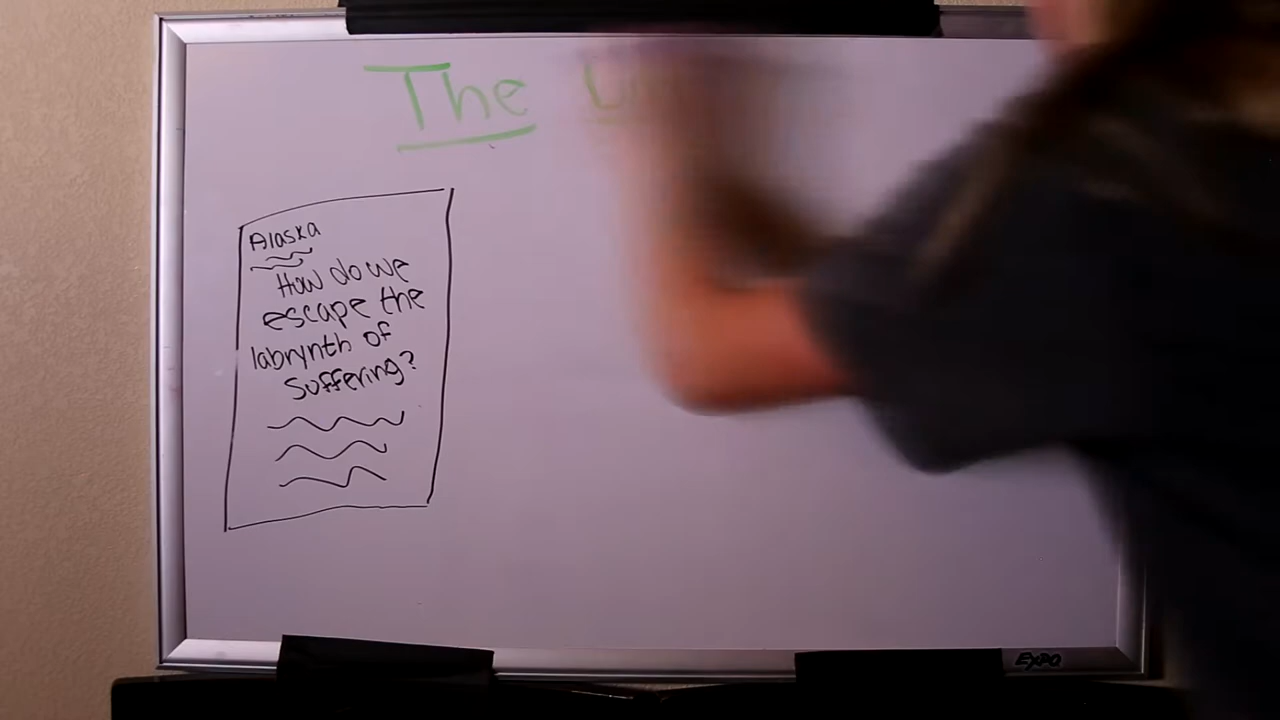 The
Alaska
How do we
escape the
labrynth of
suffering?
EXPO